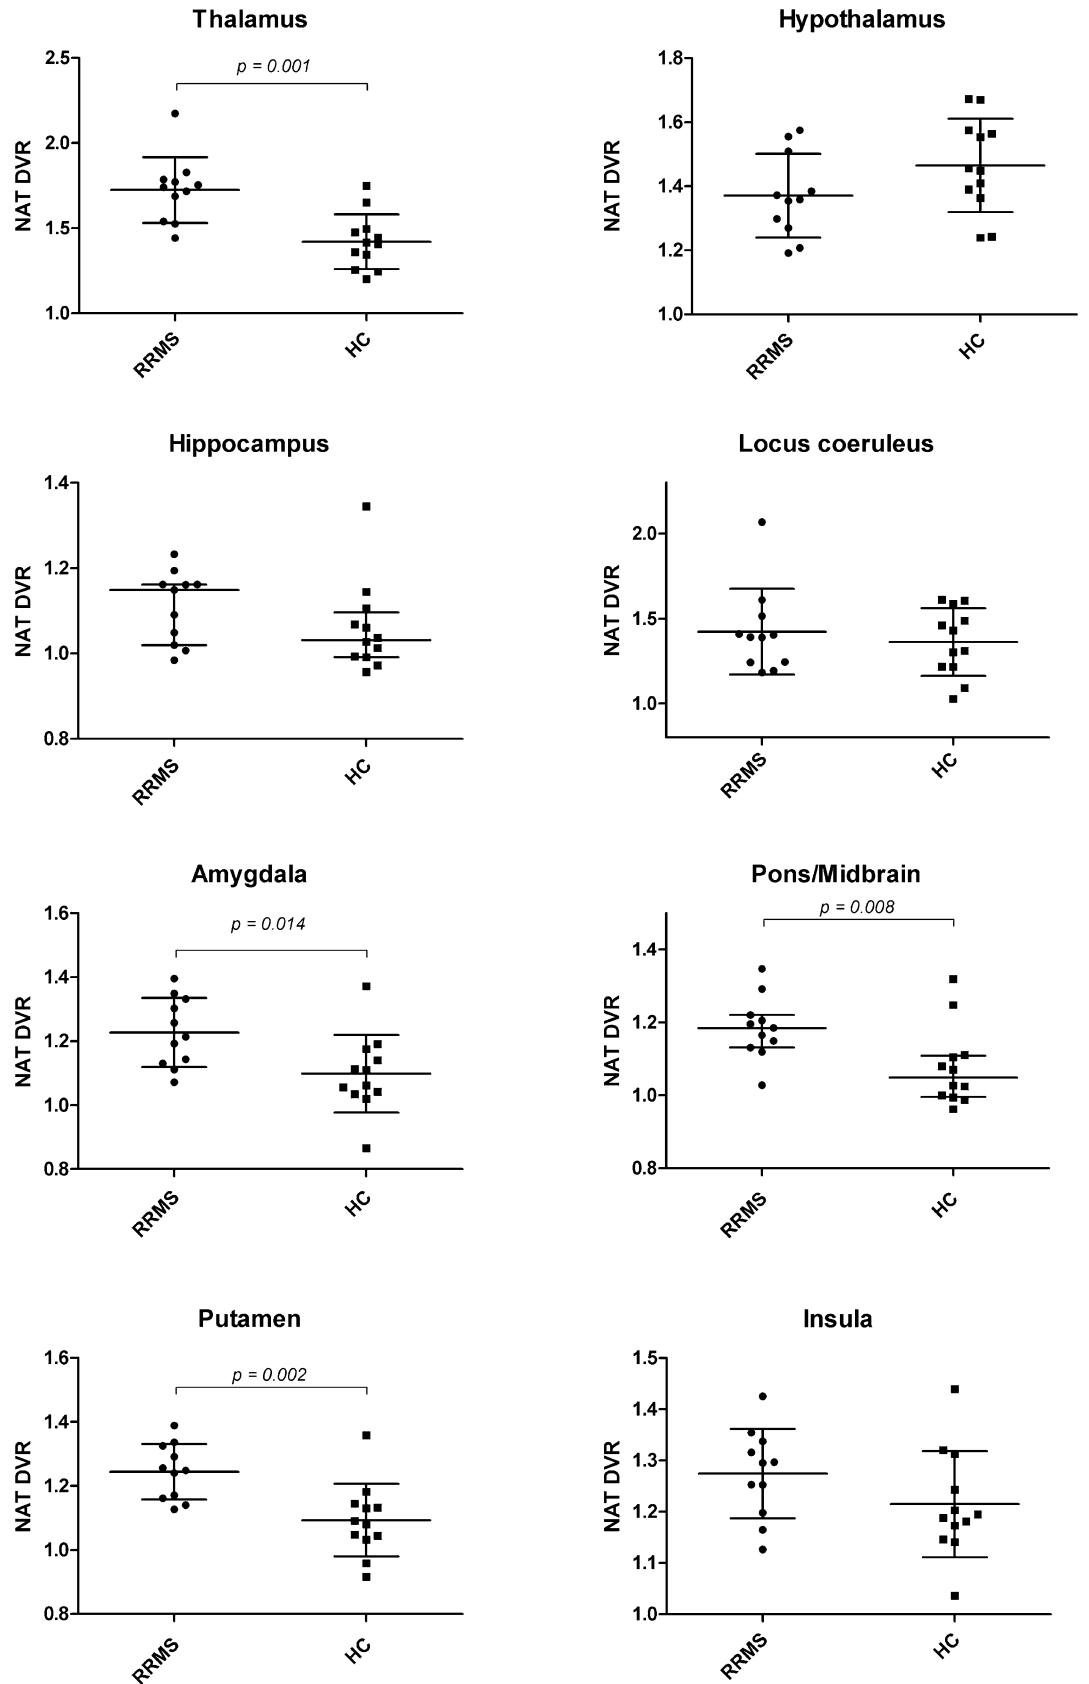 Thalamus
p = 0.001
NAT DVR
2.5
2.0
1.5
1.0
RRMS
HC
Hypothalamus
NAT DVR
1.8
1.6
1.4
1.2
1.0
RRMS
HC
Hippocampus
NAT DVR
1.4
1.2
1.0
0.8
RRMS
HC
Locus coeruleus
NAT DVR
2.0
1.5
1.0
RRMS
HC
Amygdala
p = 0.014
NAT DVR
1.6
1.4
1.2
1.0
0.8
RRMS
HC
Pons/Midbrain
p = 0.008
NAT DVR
1.4
1.2
1.0
0.8
RRMS
HC
Putamen
p = 0.002
NAT DVR
1.6
1.4
1.2
1.0
0.8
RRMS
HC
Insula
NAT DVR
1.5
1.4
1.3
1.2
1.1
1.0
RRMS
HC